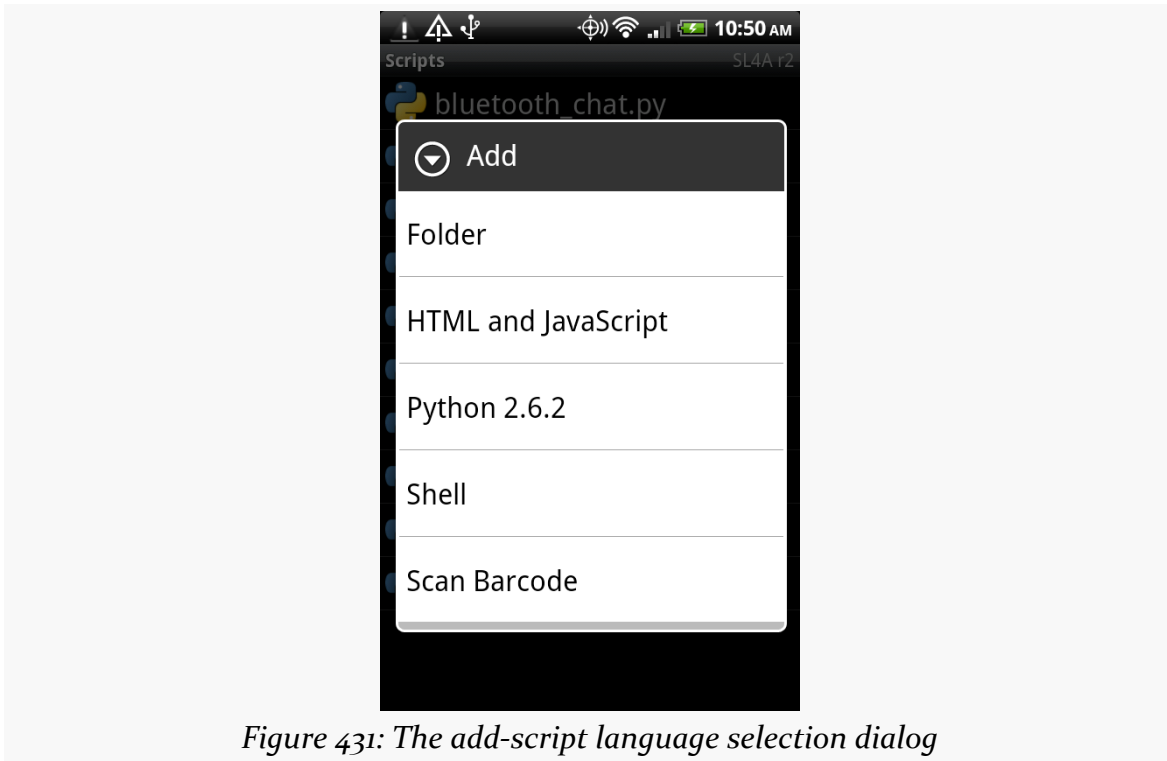 10:50 AM
Scripts SL4A r2
bluetooth_chat.py
Add
Folder
HTML and JavaScript
Python 2.6.2
Shell
Scan Barcode
Figure 431: The add-script language selection dialog